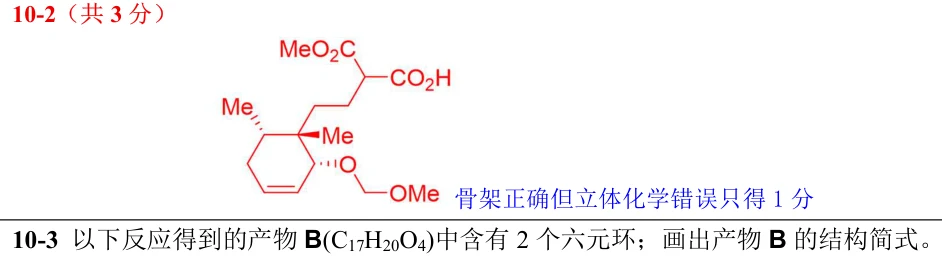 10-2（共 3 分）
MeO₂C
CO₂H
Me
Me
O
OMe
骨架正确但立体化学错误只得 1 分
10-3 以下反应得到的产物 B(C₁₇H₂₀O₄)中含有 2 个六元环；画出产物 B 的结构简式。